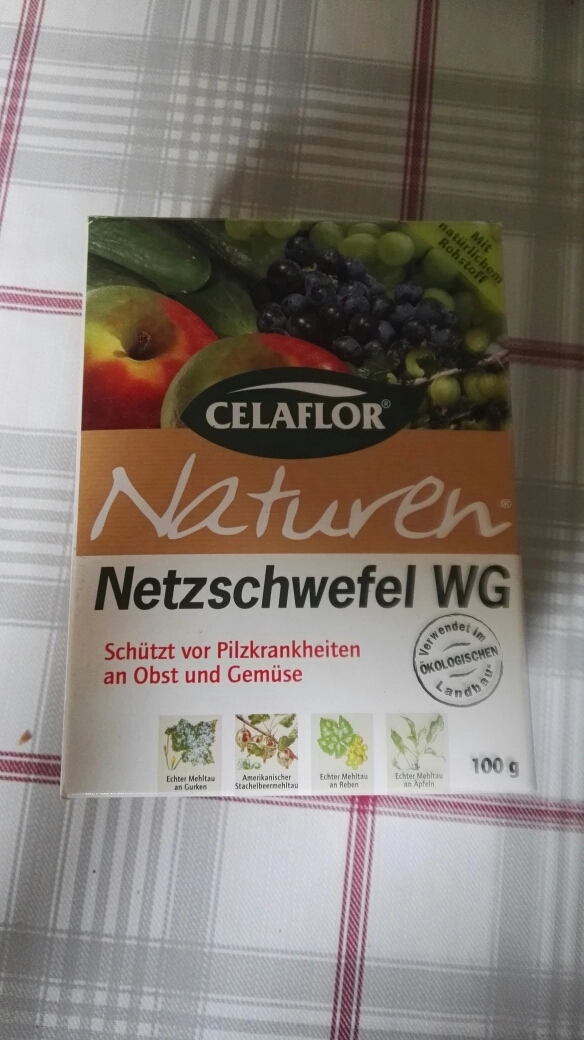 Mit
natürlichem
Rohstoff
CELAFLOR®
Naturen®
Netzschwefel WG
Schützt vor Pilzkrankheiten
an Obst und Gemüse
Verwendet im
ÖKOLOGISCHEN
Landbau
Echter Mehltau
an Gurken
Amerikanischer
Stachelbeermehltau
Echter Mehltau
an Reben
Echter Mehltau
an Äpfeln
100 g